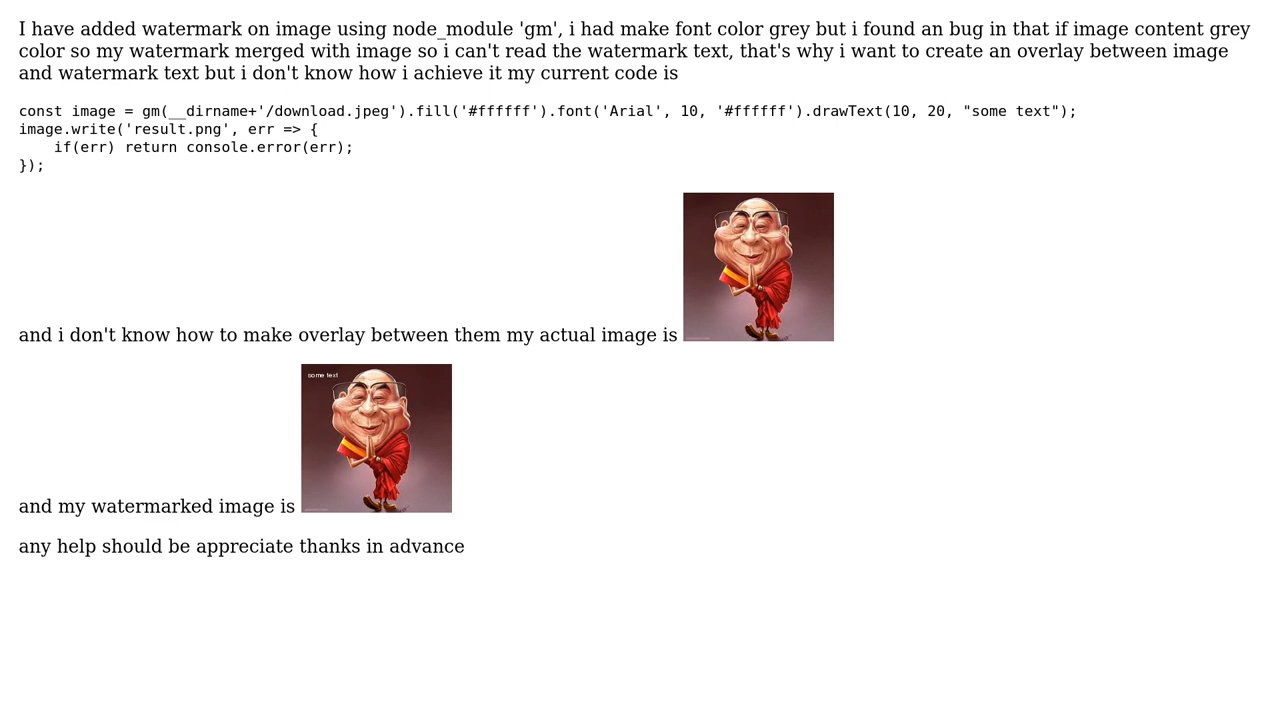 I have added watermark on image using node_module 'gm', i had make font color grey but i found an bug in that if image content grey
color so my watermark merged with image so i can't read the watermark text, that's why i want to create an overlay between image
and watermark text but i don't know how i achieve it my current code is
const image = gm(__dirname+'/download.jpeg').fill('#ffffff').font('Arial', 10, '#ffffff').drawText(10, 20, "some text");
image.write('result.png', err => {
    if(err) return console.error(err);
});
and i don't know how to make overlay between them my actual image is
some text
and my watermarked image is
any help should be appreciate thanks in advance